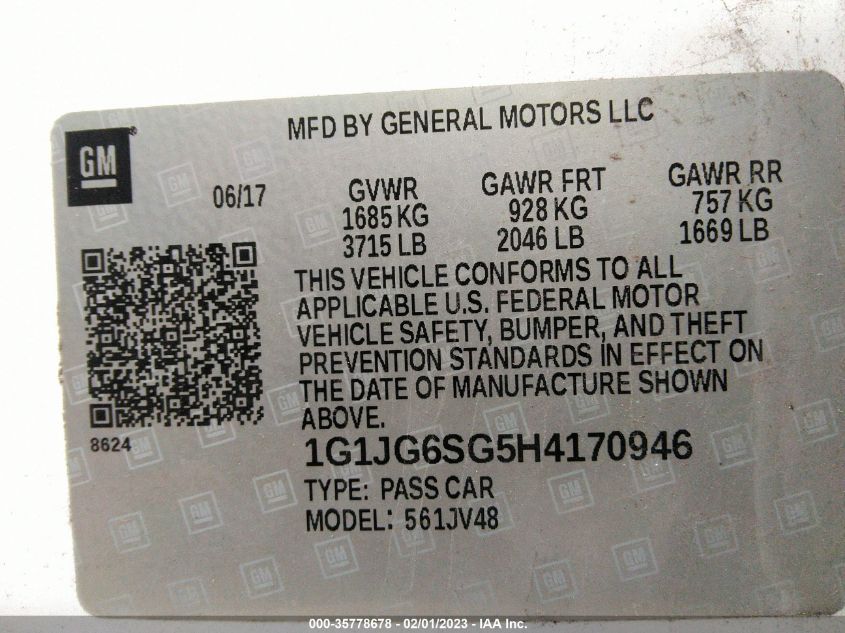 MFD BY GENERAL MOTORS LLC
GM
06/17
GVWR GAWR FRT GAWR RR
1685 KG 928 KG 757 KG
3715 LB 2046 LB 1669 LB
THIS VEHICLE CONFORMS TO ALL
APPLICABLE U.S. FEDERAL MOTOR
VEHICLE SAFETY, BUMPER, AND THEFT
PREVENTION STANDARDS IN EFFECT ON
THE DATE OF MANUFACTURE SHOWN
ABOVE.
8624
1G1JG6SG5H4170946
TYPE: PASS CAR
MODEL: 561JV48
000-35778678 - 02/01/2023 - IAA Inc.